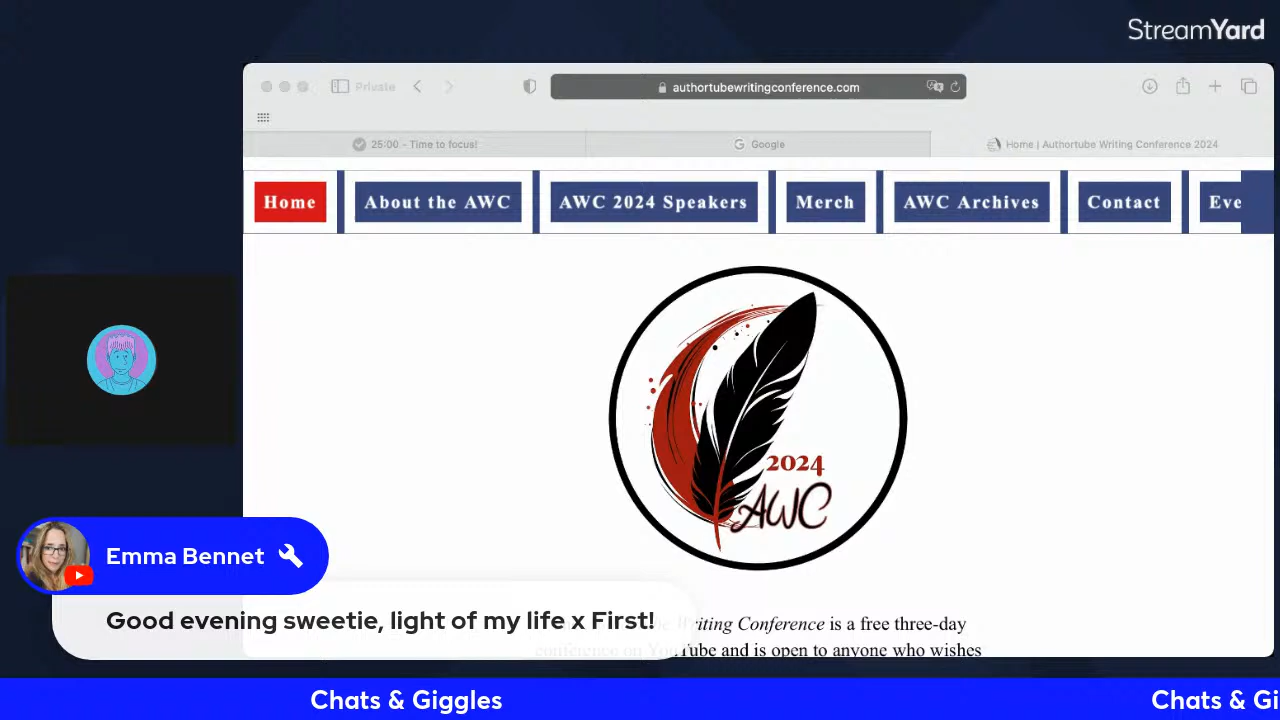 StreamYard
Private
authortubewritingconference.com
25:00 - Time to focus!
Google
Home | Authortube Writing Conference 2024
Home
About the AWC
AWC 2024 Speakers
Merch
AWC Archives
Contact
Eve
2024
AWC
Emma Bennet
Good evening sweetie, light of my life x First!
Writing Conference is a free three-day
conference on YouTube and is open to anyone who wishes
Chats & Giggles
Chats & Gi